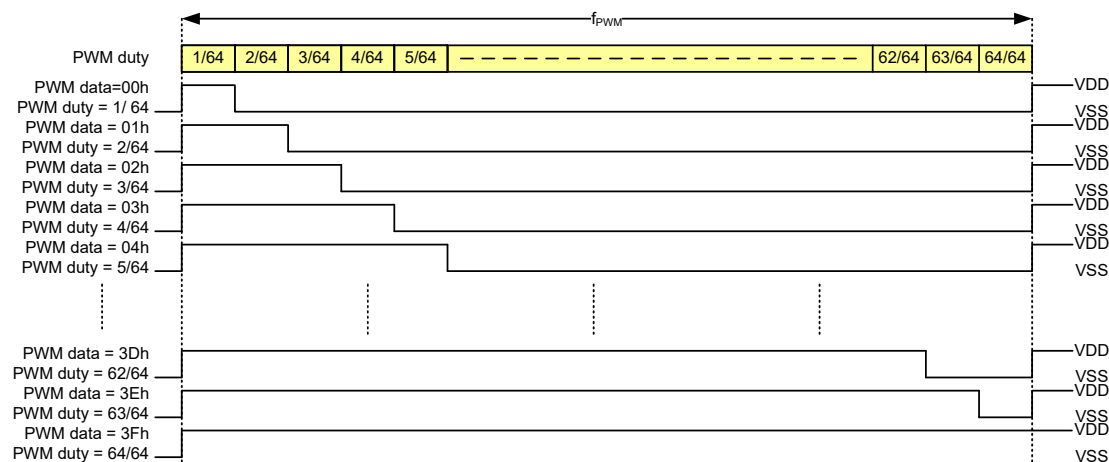 fPWM
PWM duty 1/64 2/64 3/64 4/64 5/64 62/64 63/64 64/64
PWM data=00h VDD
PWM duty = 1/ 64 VSS
PWM data = 01h VDD
PWM duty = 2/64 VSS
PWM data = 02h VDD
PWM duty = 3/64 VSS
PWM data = 03h VDD
PWM duty = 4/64 VSS
PWM data = 04h VDD
PWM duty = 5/64 VSS
PWM data = 3Dh VDD
PWM duty = 62/64 VSS
PWM data = 3Eh VDD
PWM duty = 63/64 VSS
PWM data = 3Fh VDD
PWM duty = 64/64 VSS